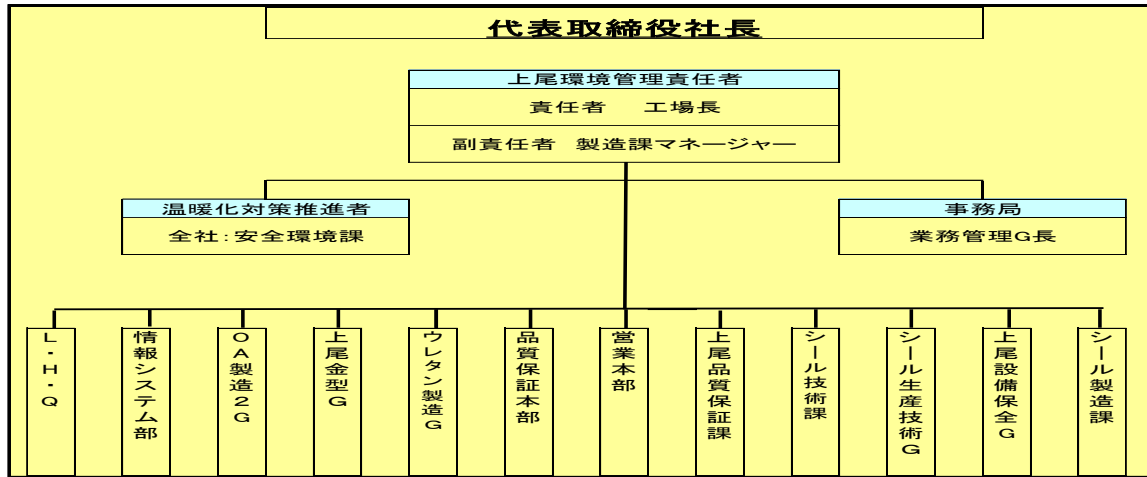 代表取締役社長
上尾環境管理責任者
責任者　工場長
副責任者　製造課マネージャー
温暖化対策推進者
全社：安全環境課
事務局
業務管理G長
L・H・Q
情報システム部
OA製造2G
上尾金型G
ウレタン製造G
品質保証本部
営業本部
上尾品質保証課
シール技術課
シール生産技術G
上尾設備保全G
シール製造課